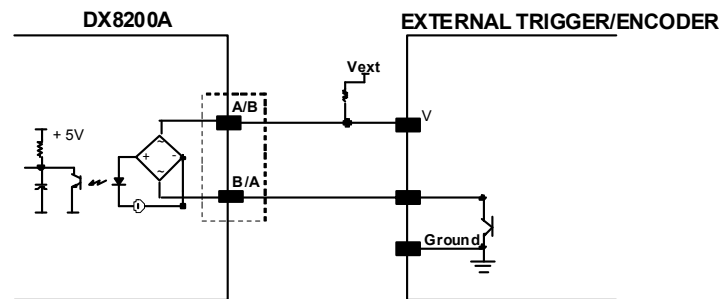 DX8200A
EXTERNAL TRIGGER/ENCODER
Vext
A/B
V
+ 5V
+
-
~
~
B/A
Ground